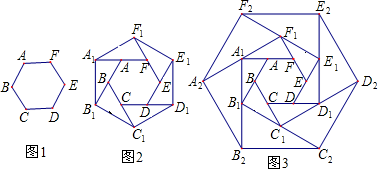 A F
B E
C D
图1
F₁
A₁ E₁
A F
B E
C D
B₁ D₁
C₁
图2
F₂ E₂
F₁
A₁ E₁
A₂ A F D₂
B E
B₁ C D D₁
C₁
B₂ C₂
图3